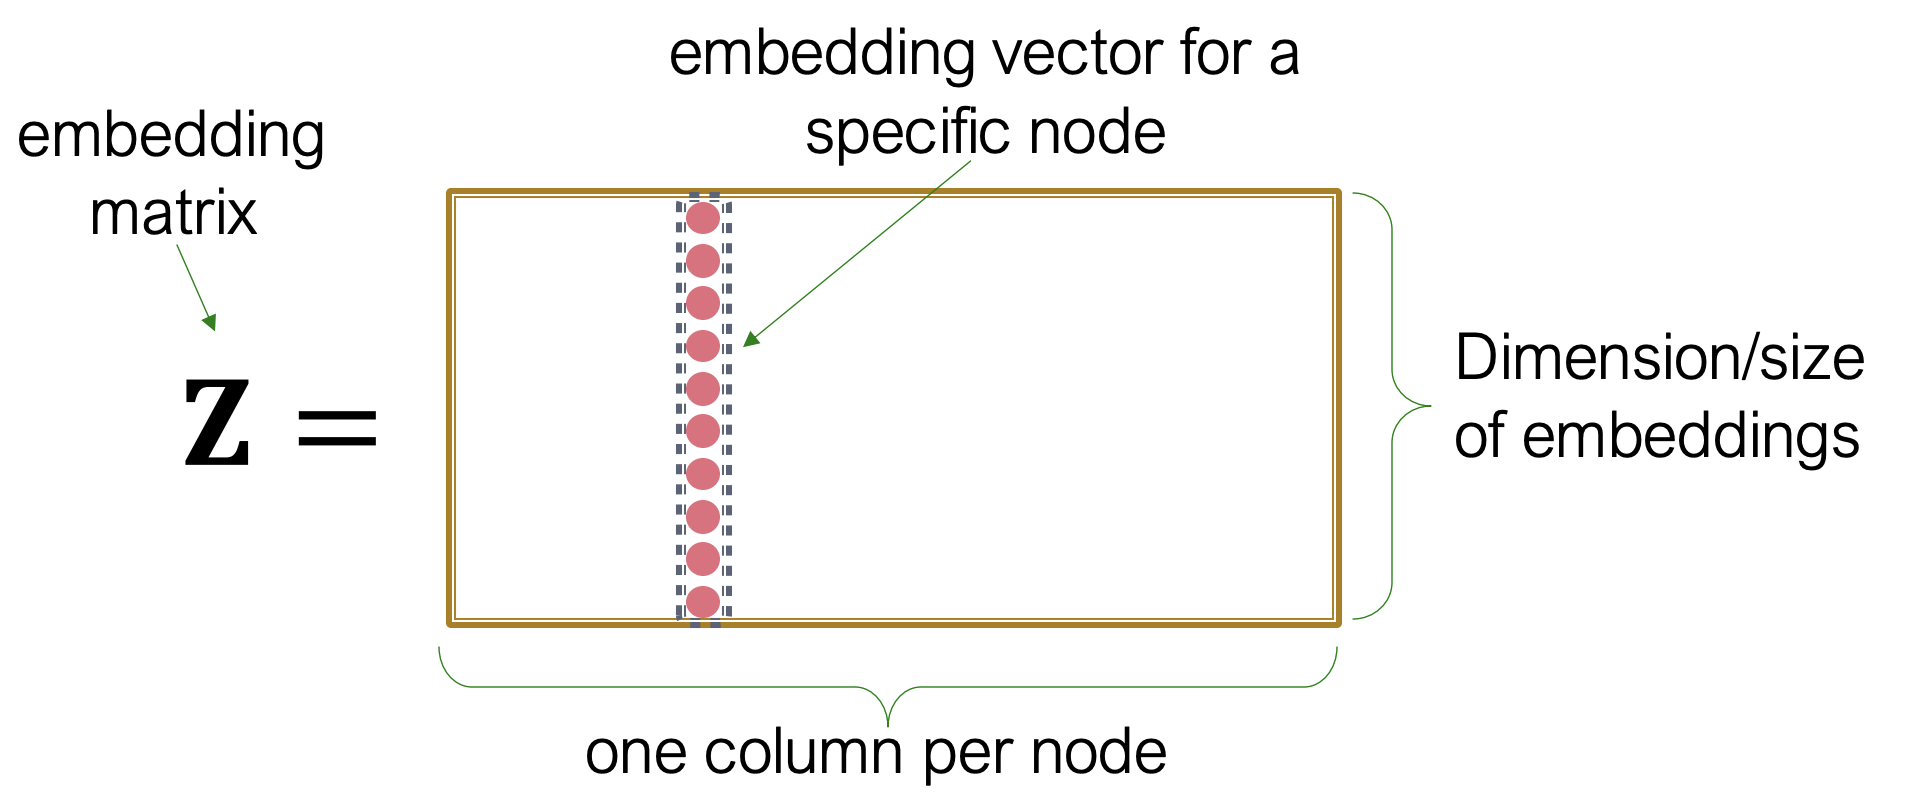 embedding vector for a
specific node
embedding
matrix
Z =
Dimension/size
of embeddings
one column per node